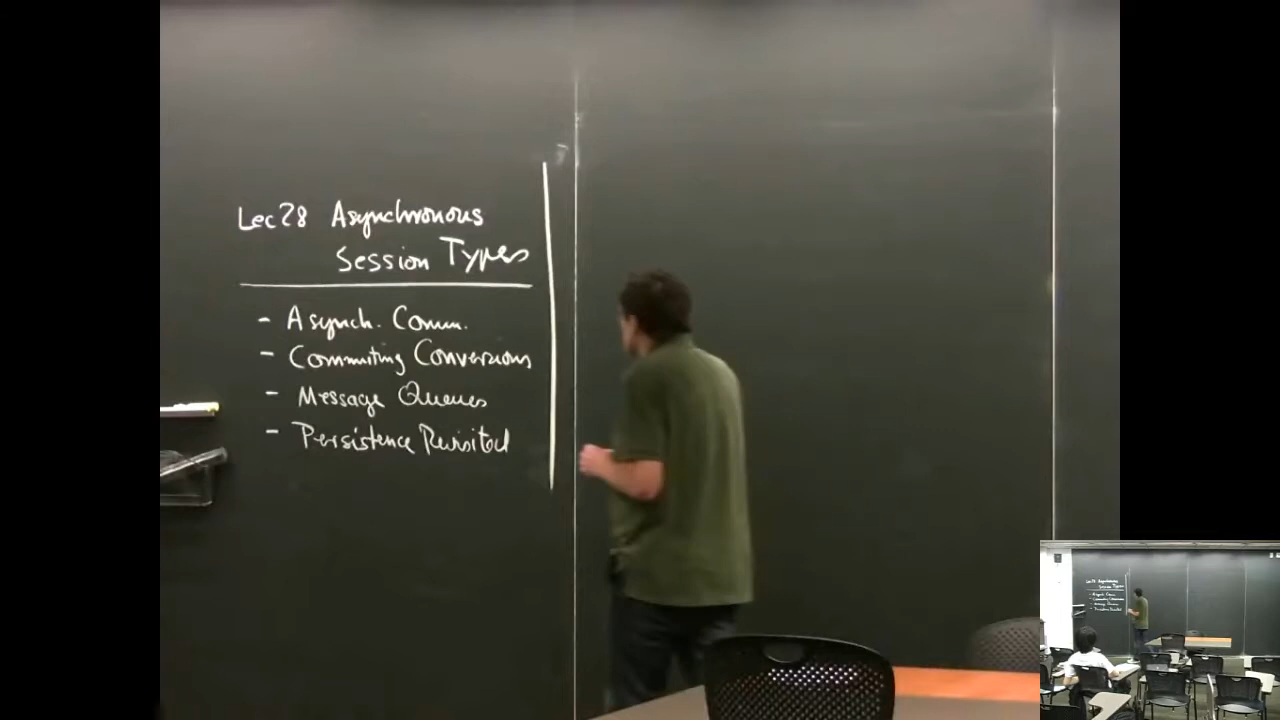 Lec 28 Asynchronous
Session Types
- Asynch. Comm.
- Commuting Conversions
- Message Queues
- Persistence Revisited